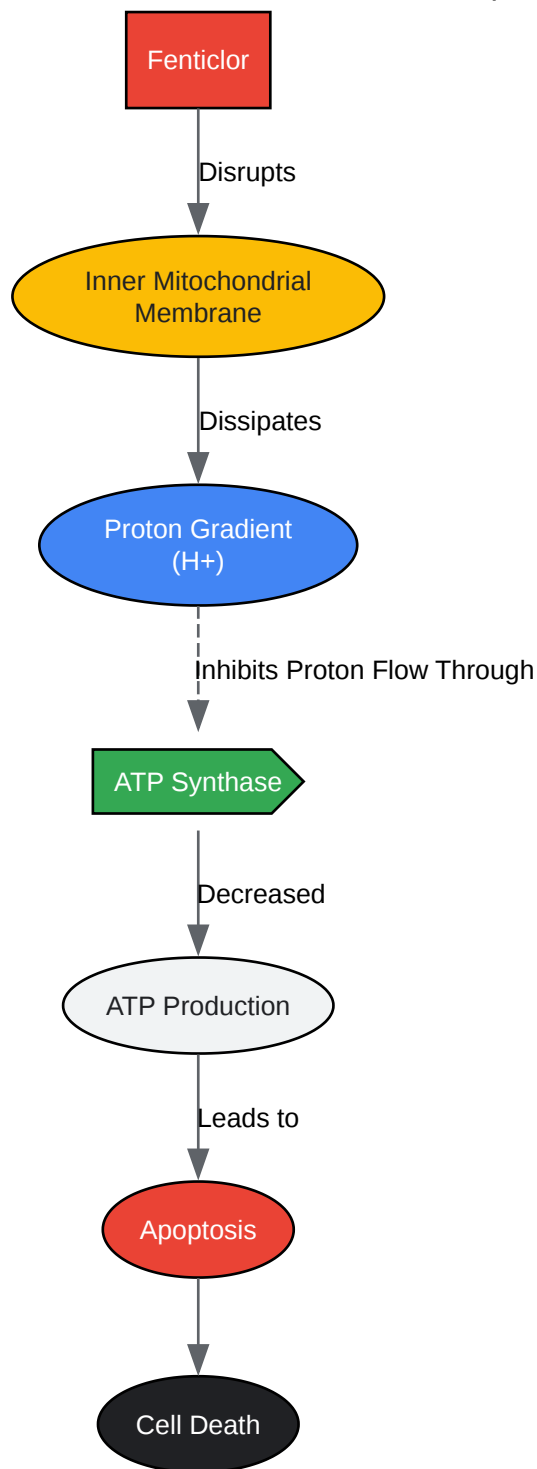 Fenticlor
Disrupts
Inner Mitochondrial
Membrane
Dissipates
Proton Gradient
(H+)
Inhibits Proton Flow Through
ATP Synthase
Decreased
ATP Production
Leads to
Apoptosis
Cell Death